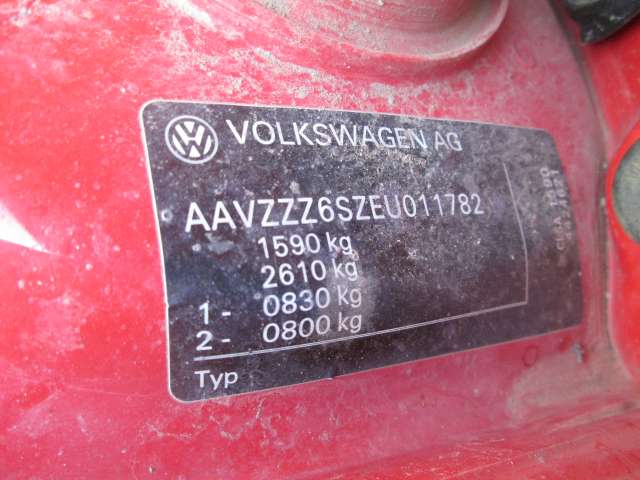 VOLKSWAGEN AG
AAVZZZ6SZEU011782
1590 kg
2610 kg
1 - 0830 kg
2 - 0800 kg
Typ